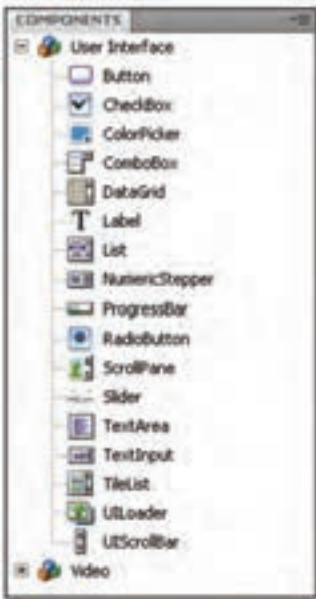 COMPONENTS
User Interface
Button
CheckBox
ColorPicker
ComboBox
DataGrid
Label
List
NumericStepper
ProgressBar
RadioButton
ScrollPane
Slider
TextArea
TextInput
TileList
UILoader
UIScrollBar
Video